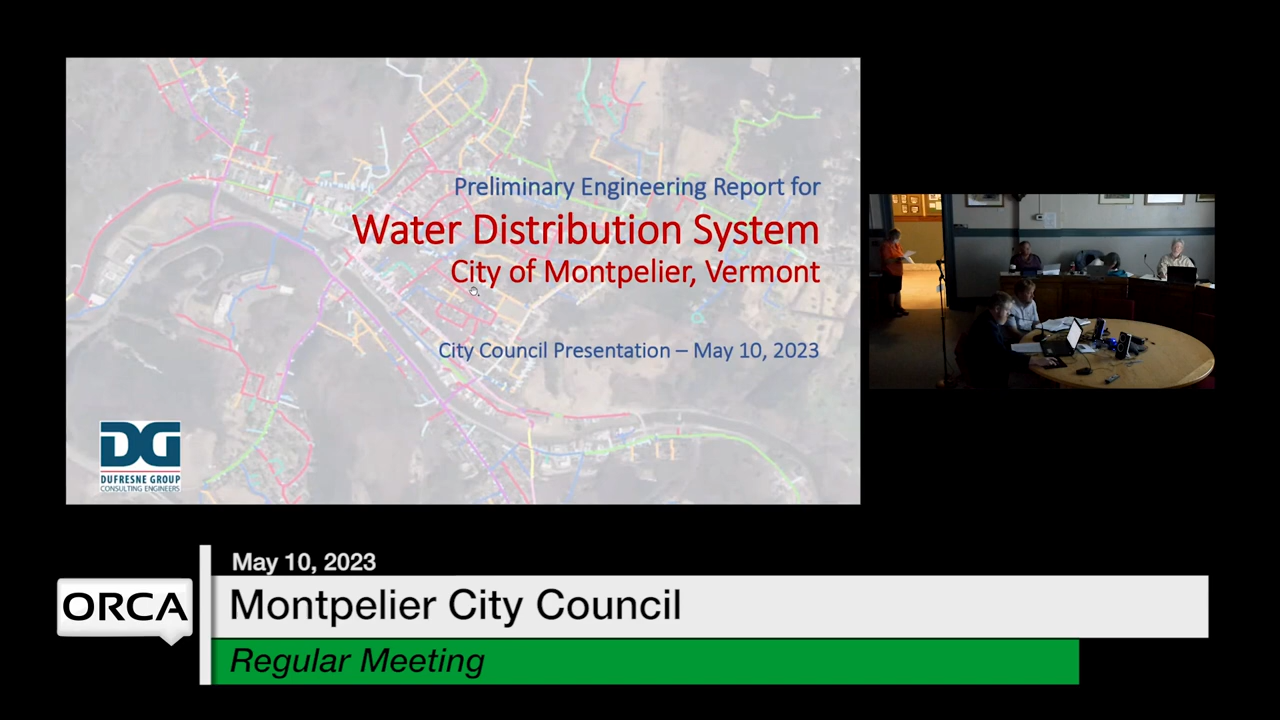 Preliminary Engineering Report for
Water Distribution System
City of Montpelier, Vermont
City Council Presentation – May 10, 2023
DG
DUFRESNE GROUP
CONSULTING ENGINEERS
May 10, 2023
ORCA
Montpelier City Council
Regular Meeting